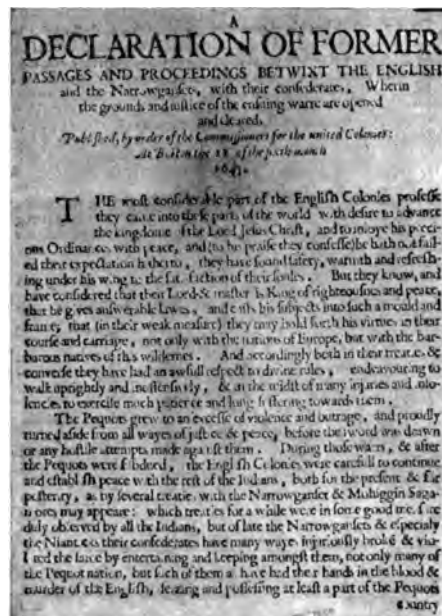 A
DECLARATION OF FORMER
PASSAGES AND PROCEEDINGS BETWIXT THE ENGLISH
and the Narrowgansets, with their confederates, Wherin
the grounds and iustice of the ensuing warre are opened
and cleared.
Published, by order of the Commissioners for the united Colonies:
At Boston the 11 of the sixth month
1645.
THE most considerable part of the English Colonies professe
they came into these parts of the world with desire to advance
the kingdome of the Lord Jesus Christ, and to injoye his preci-
ous Ordinances with peace, and (to his praise they confesse) he hath not fail-
ed their expectation hitherto, they have found safety, warmth and refresh-
ing under his wing to the satisfaction of their soules. But they know, and
have considered that their Lord & master is King of righteousnes and peace,
that he gives answerable lawes, and casts his subjects into such a mould and
frame; that (in their weak measure) they may hold forth his virtues in their
course and carriage, not only with the nations of Europe, but with the bar-
barous natives of this wildernes. And accordingly both in their treaties &
converse they have had an awfull respect to divine rules, endeavouring to
walk uprightly and inoffensively, & in the midst of many injuries and inso-
lencies to exercise much patience and long suffering towards them.
The Pequots grew to an excesse of violence and outrage, and proudly
turned aside from all wayes of justice & peace, before the sword was drawn
or any hostile attempts made against them. During those warrs, & after
the Pequots were subdued, the English Colonies were carefull to continue
and establish peace with the rest of the Indians, both for the present & for
posterity, as by severall treaties with the Narrowganset & Mohiggin Saga-
mores may appeare: which treaties for a while were in some good measure
duly observed by all the Indians, but of late the Narrowgansets & especialy
the Niantics their confederates have many wayes injuriously broken & vio-
lated the same by entertaining and keeping amongst them, not only many of
the Pequot nation, but such of them as have had their hands in the blood &
murder of the English, seazing and possessing at least a part of the Pequots
country